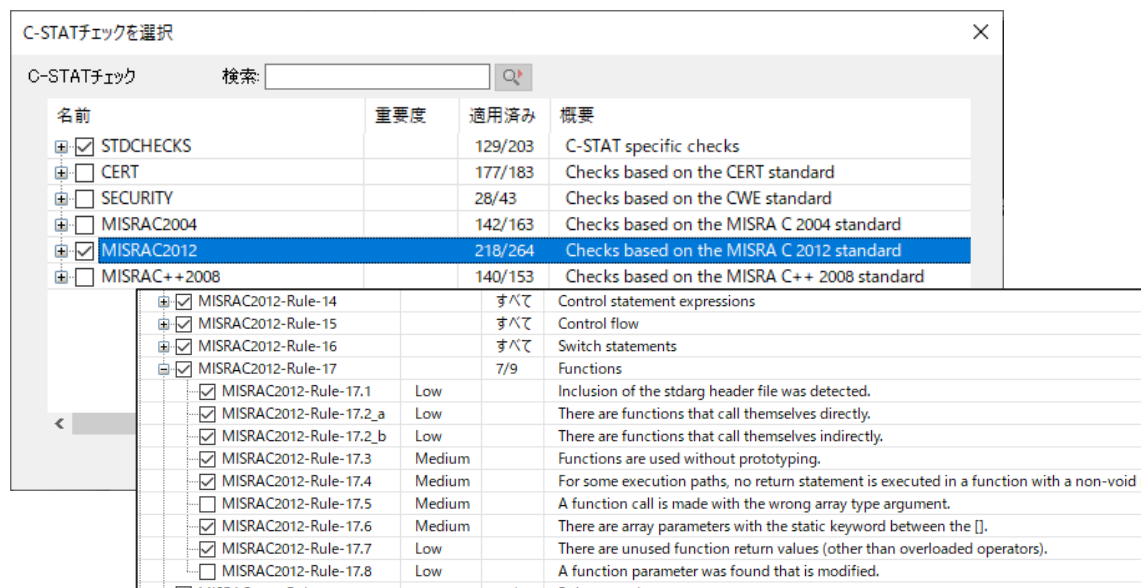 C-STATチェックを選択
C-STATチェック 検索:
名前 重要度 適用済み 概要
STDCHECKS 129/203 C-STAT specific checks
CERT 177/183 Checks based on the CERT standard
SECURITY 28/43 Checks based on the CWE standard
MISRAC2004 142/163 Checks based on the MISRA C 2004 standard
MISRAC2012 218/264 Checks based on the MISRA C 2012 standard
MISRAC++2008 140/153 Checks based on the MISRA C++ 2008 standard
MISRAC2012-Rule-14 すべて Control statement expressions
MISRAC2012-Rule-15 すべて Control flow
MISRAC2012-Rule-16 すべて Switch statements
MISRAC2012-Rule-17 7/9 Functions
MISRAC2012-Rule-17.1 Low Inclusion of the stdarg header file was detected.
MISRAC2012-Rule-17.2_a Low There are functions that call themselves directly.
MISRAC2012-Rule-17.2_b Low There are functions that call themselves indirectly.
MISRAC2012-Rule-17.3 Medium Functions are used without prototyping.
MISRAC2012-Rule-17.4 Medium For some execution paths, no return statement is executed in a function with a non-void
MISRAC2012-Rule-17.5 Medium A function call is made with the wrong array type argument.
MISRAC2012-Rule-17.6 Medium There are array parameters with the static keyword between the [].
MISRAC2012-Rule-17.7 Low There are unused function return values (other than overloaded operators).
MISRAC2012-Rule-17.8 Low A function parameter was found that is modified.